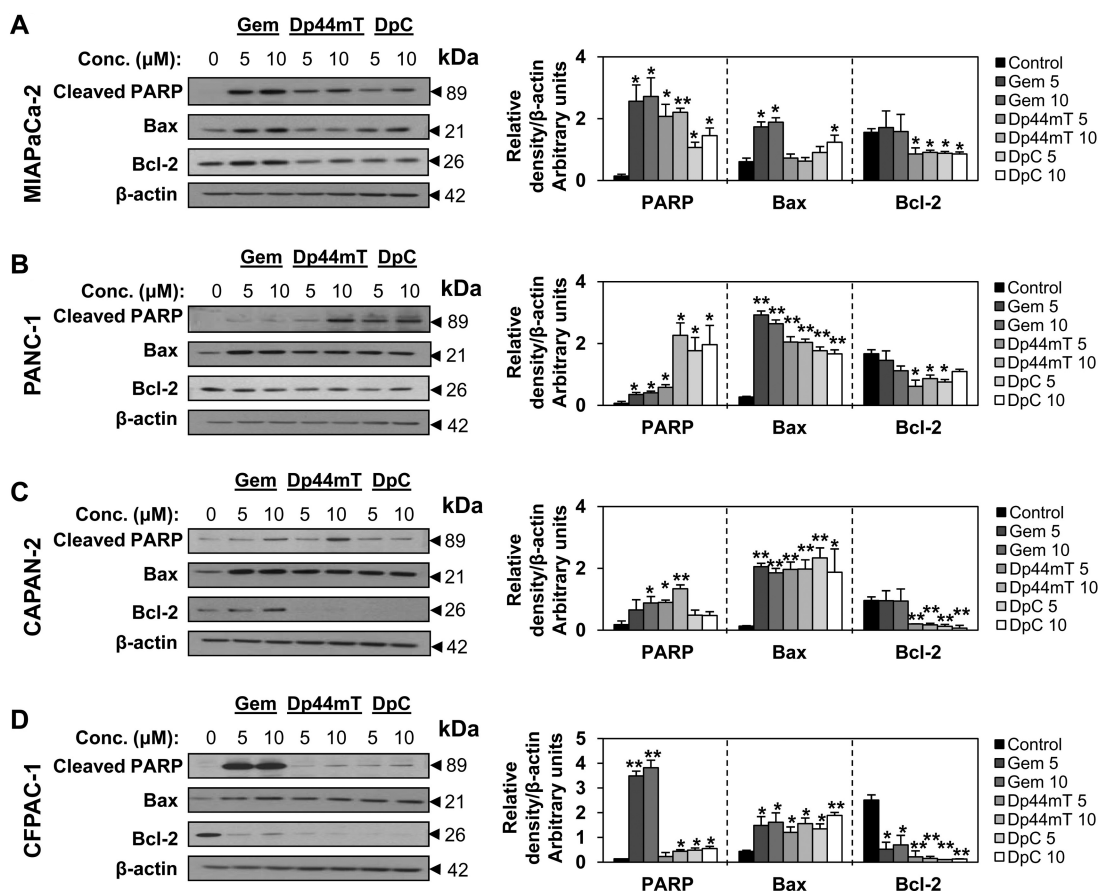 A
Gem Dp44mT DpC
Conc. (µM): 0 5 10 5 10 5 10 kDa
MIAPaCa-2
Cleaved PARP 89
Bax 21
Bcl-2 26
β-actin 42
Relative
density/β-actin
Arbitrary units
4
2
0
* * * ** * *
* * *
* * * *
PARP Bax Bcl-2
Control
Gem 5
Gem 10
Dp44mT 5
Dp44mT 10
DpC 5
DpC 10
B
Gem Dp44mT DpC
Conc. (µM): 0 5 10 5 10 5 10 kDa
PANC-1
Cleaved PARP 89
Bax 21
Bcl-2 26
β-actin 42
Relative
density/β-actin
Arbitrary units
4
2
0
* * * * * *
** ** ** ** ** **
* * *
PARP Bax Bcl-2
Control
Gem 5
Gem 10
Dp44mT 5
Dp44mT 10
DpC 5
DpC 10
C
Gem Dp44mT DpC
Conc. (µM): 0 5 10 5 10 5 10 kDa
CAPAN-2
Cleaved PARP 89
Bax 21
Bcl-2 26
β-actin 42
Relative
density/β-actin
Arbitrary units
4
2
0
* * **
** ** ** ** ** *
** ** ** **
PARP Bax Bcl-2
Control
Gem 5
Gem 10
Dp44mT 5
Dp44mT 10
DpC 5
DpC 10
D
Gem Dp44mT DpC
Conc. (µM): 0 5 10 5 10 5 10 kDa
CFPAC-1
Cleaved PARP 89
Bax 21
Bcl-2 26
β-actin 42
Relative
density/β-actin
Arbitrary units
5
4
3
2
1
0
** ** * * * *
* * * * * **
* * ** ** ** **
PARP Bax Bcl-2
Control
Gem 5
Gem 10
Dp44mT 5
Dp44mT 10
DpC 5
DpC 10